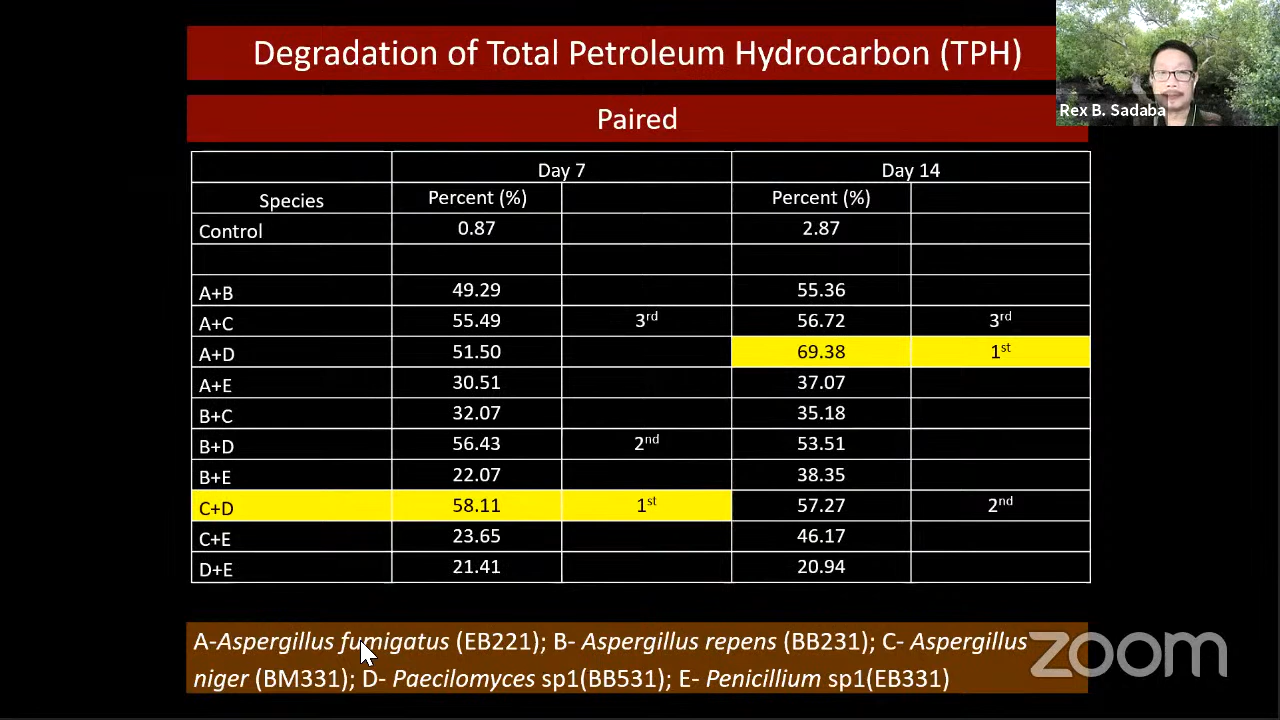 Degradation of Total Petroleum Hydrocarbon (TPH)
Rex B. Sadaba
Paired
Day 7 Day 14
Species Percent (%) Percent (%)
Control 0.87 2.87
A+B 49.29 55.36
A+C 55.49 3rd 56.72 3rd
A+D 51.50 69.38 1st
A+E 30.51 37.07
B+C 32.07 35.18
B+D 56.43 2nd 53.51
B+E 22.07 38.35
C+D 58.11 1st 57.27 2nd
C+E 23.65 46.17
D+E 21.41 20.94
A-Aspergillus fumigatus (EB221); B- Aspergillus repens (BB231); C- Aspergillus
niger (BM331); D- Paecilomyces sp1(BB531); E- Penicillium sp1(EB331)
zoom